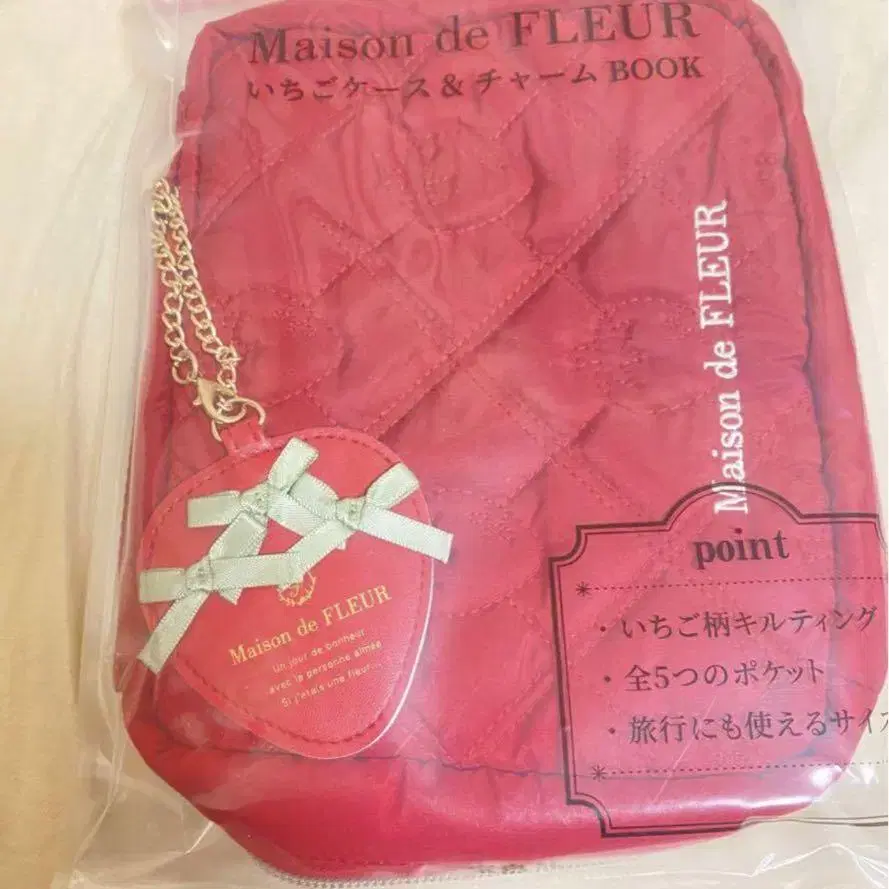 Maison de FLEUR
いちごケース&チャームBOOK
Maison de FLEUR
point
・いちご柄キルティング
・全5つのポケット
・旅行にも使えるサイズ
Maison de FLEUR
Un jour de bonheur
avec la personne aimée
Si j'étais une fleur...